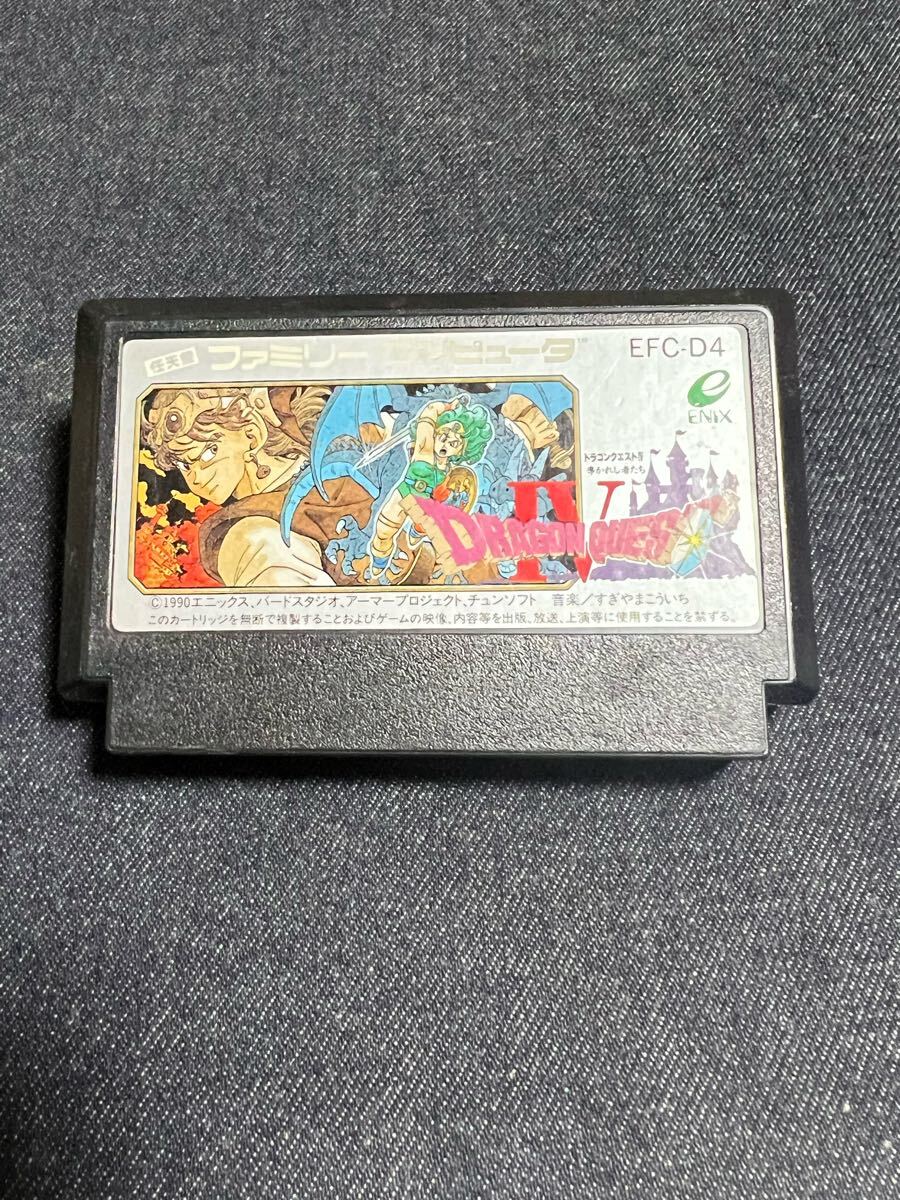 任天堂 ファミリーコンピュータ™ EFC-D4
ENIX
ドラゴンクエストIV
導かれし者たち
IV
DRAGON QUEST
©1990エニックス、バードスタジオ、アーマープロジェクト、チュンソフト 音楽/すぎやまこういち
このカートリッジを無断で複製することおよびゲームの映像、内容等を出版、放送、上演等に使用することを禁ずる。